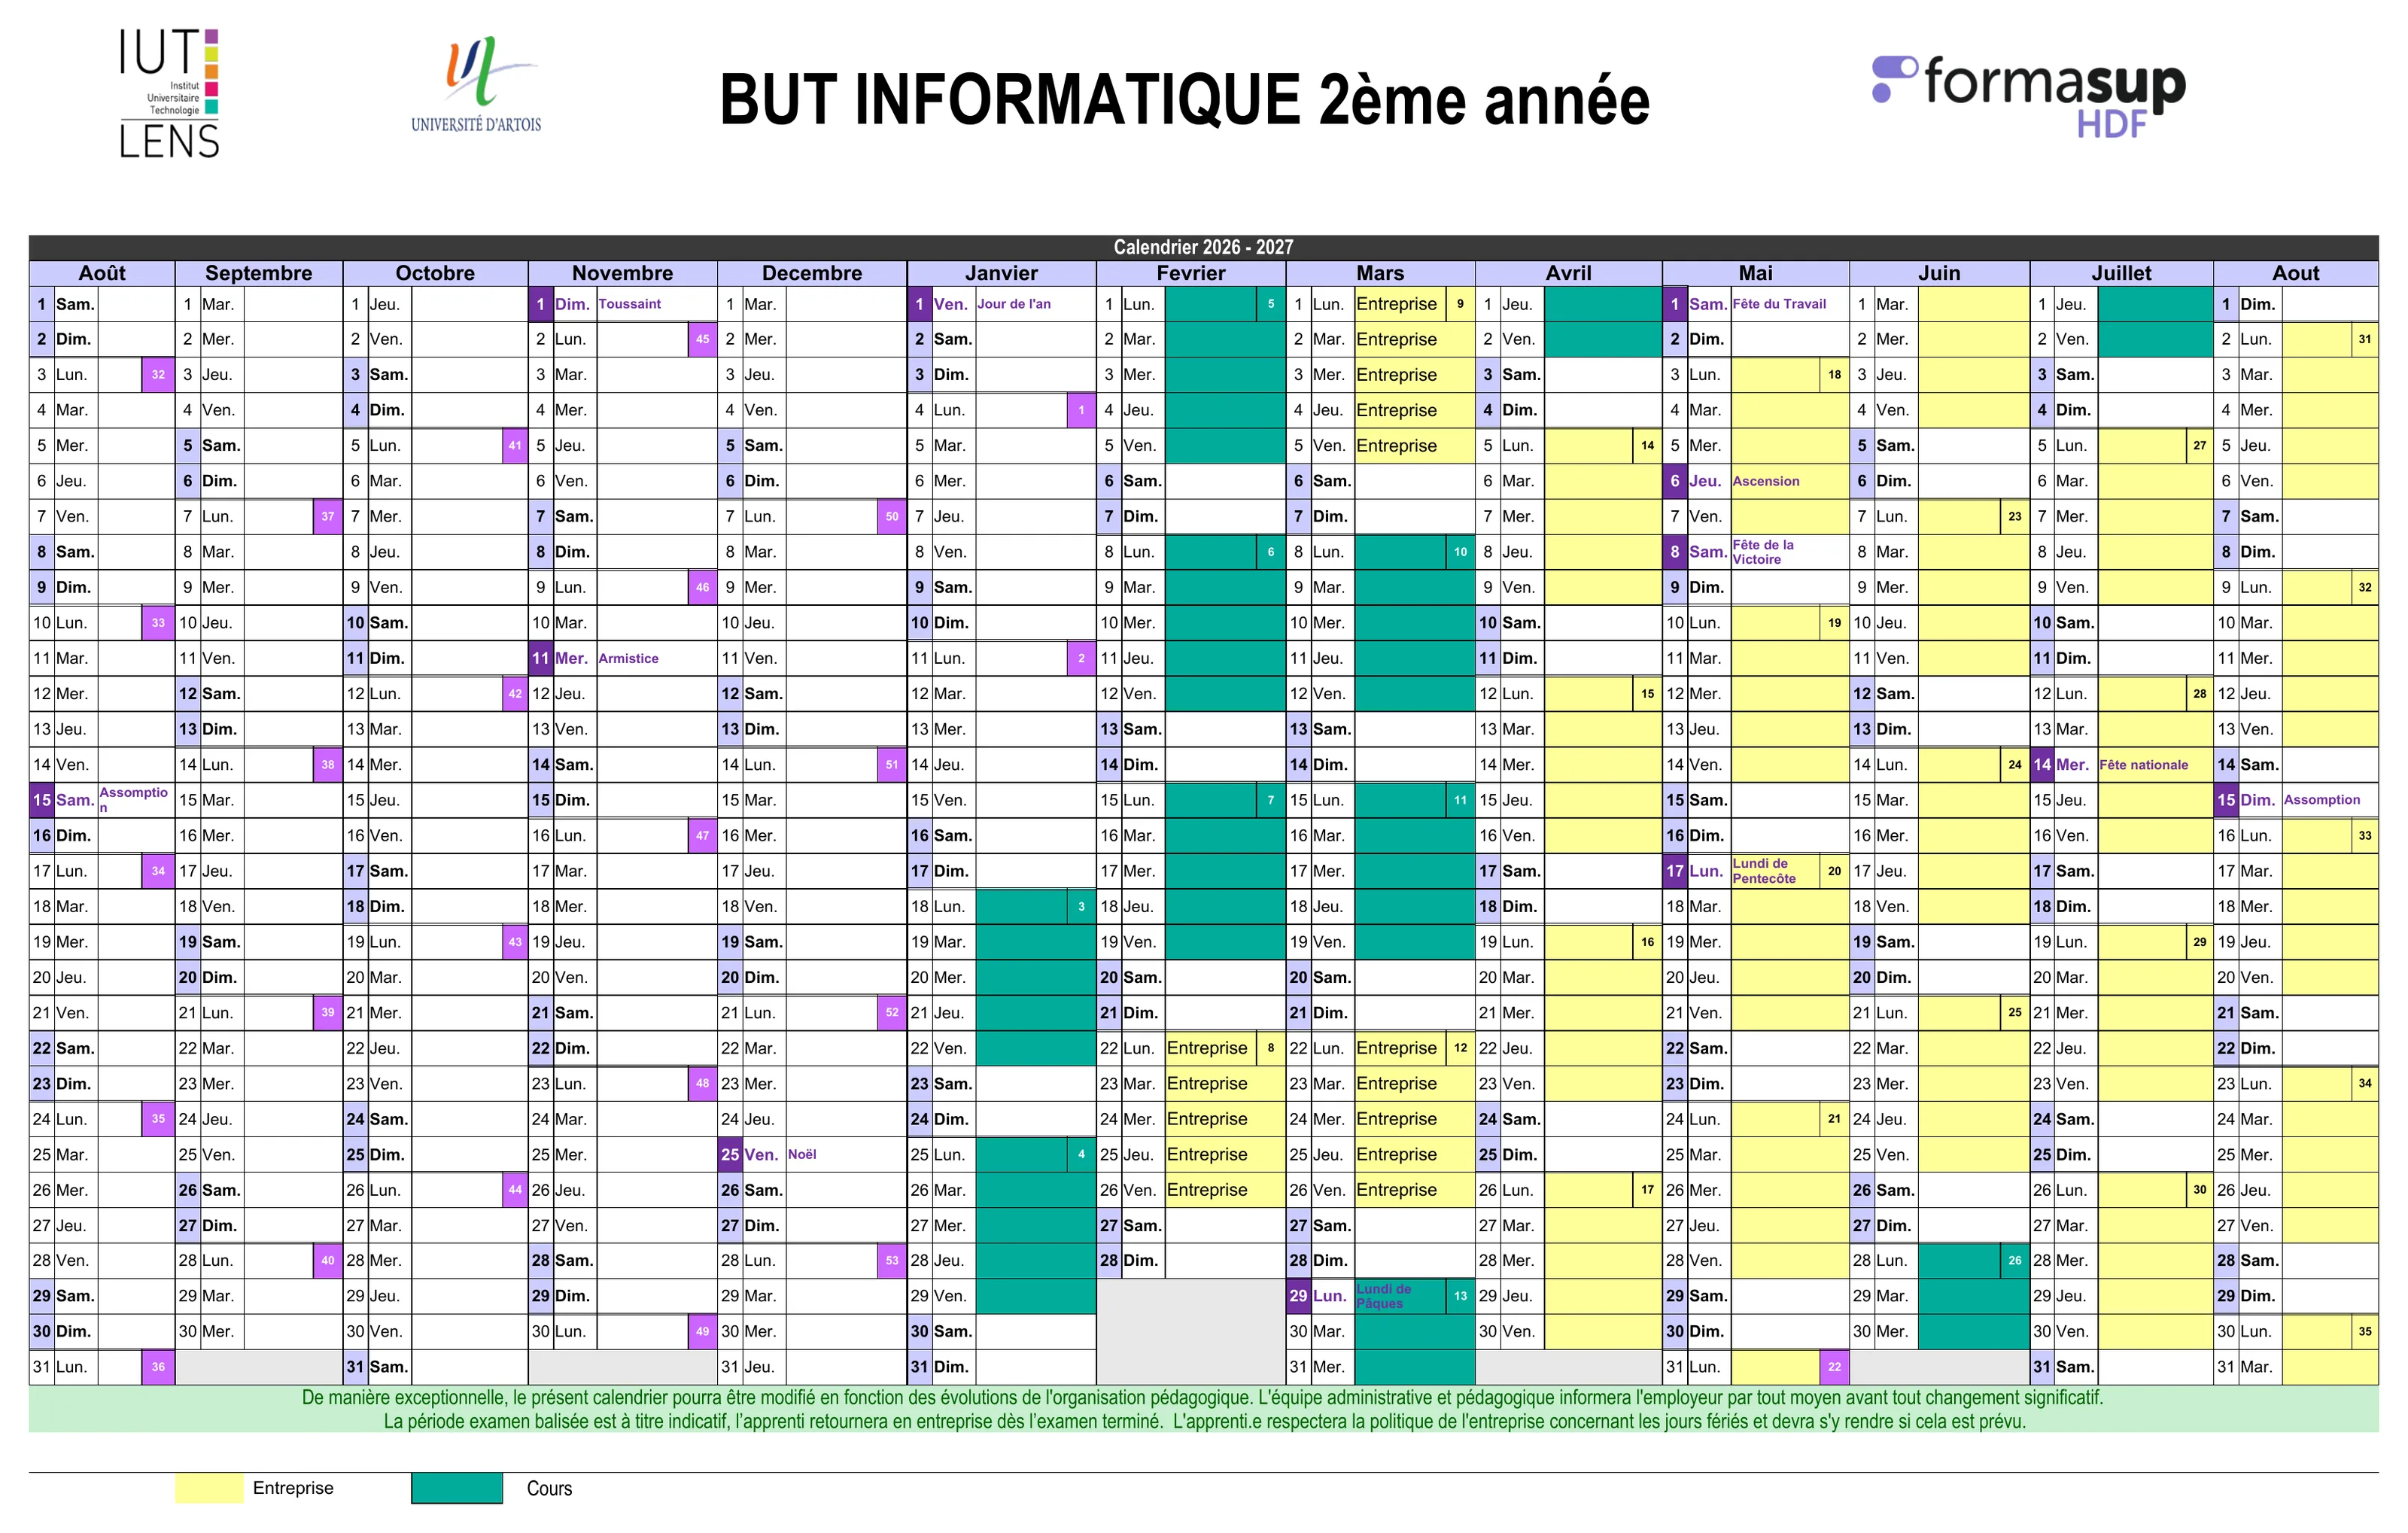 IUT
Institut
Universitaire
Technologie
LENS
UNIVERSITÉ D'ARTOIS
BUT INFORMATIQUE 2ème année
formasup
HDF
Calendrier 2026 - 2027
Août Septembre Octobre Novembre Decembre Janvier Fevrier Mars Avril Mai Juin Juillet Aout
1 Sam. 1 Mar. 1 Jeu. 1 Dim. Toussaint 1 Mar. 1 Ven. Jour de l'an 1 Lun. 5 1 Lun. Entreprise 9 1 Jeu. 1 Sam. Fête du Travail 1 Mar. 1 Jeu. 1 Dim.
2 Dim. 2 Mer. 2 Ven. 2 Lun. 45 2 Mer. 2 Sam. 2 Mar. 2 Mar. Entreprise 2 Ven. 2 Dim. 2 Mer. 2 Ven. 2 Lun. 31
3 Lun. 32 3 Jeu. 3 Sam. 3 Mar. 3 Jeu. 3 Dim. 3 Mer. 3 Mer. Entreprise 3 Sam. 3 Lun. 18 3 Jeu. 3 Sam. 3 Mar.
4 Mar. 4 Ven. 4 Dim. 4 Mer. 4 Ven. 4 Lun. 1 4 Jeu. 4 Jeu. Entreprise 4 Dim. 4 Mar. 4 Ven. 4 Dim. 4 Mer.
5 Mer. 5 Sam. 5 Lun. 41 5 Jeu. 5 Sam. 5 Mar. 5 Ven. 5 Ven. Entreprise 5 Lun. 14 5 Mer. 5 Sam. 5 Lun. 27 5 Jeu.
6 Jeu. 6 Dim. 6 Mar. 6 Ven. 6 Dim. 6 Mer. 6 Sam. 6 Sam. 6 Mar. 6 Jeu. Ascension 6 Dim. 6 Mar. 6 Ven.
7 Ven. 7 Lun. 37 7 Mer. 7 Sam. 7 Lun. 50 7 Jeu. 7 Dim. 7 Dim. 7 Mer. 7 Ven. 7 Lun. 23 7 Mer. 7 Sam.
8 Sam. 8 Mar. 8 Jeu. 8 Dim. 8 Mar. 8 Ven. 8 Lun. 6 8 Lun. 10 8 Jeu. 8 Sam. Fête de la Victoire 8 Mar. 8 Jeu. 8 Dim.
9 Dim. 9 Mer. 9 Ven. 9 Lun. 46 9 Mer. 9 Sam. 9 Mar. 9 Mar. 9 Ven. 9 Dim. 9 Mer. 9 Ven. 9 Lun. 32
10 Lun. 33 10 Jeu. 10 Sam. 10 Mar. 10 Jeu. 10 Dim. 10 Mer. 10 Mer. 10 Sam. 10 Lun. 19 10 Jeu. 10 Sam. 10 Mar.
11 Mar. 11 Ven. 11 Dim. 11 Mer. Armistice 11 Ven. 11 Lun. 2 11 Jeu. 11 Jeu. 11 Dim. 11 Mar. 11 Ven. 11 Dim. 11 Mer.
12 Mer. 12 Sam. 12 Lun. 42 12 Jeu. 12 Sam. 12 Mar. 12 Ven. 12 Ven. 12 Lun. 15 12 Mer. 12 Sam. 12 Lun. 28 12 Jeu.
13 Jeu. 13 Dim. 13 Mar. 13 Ven. 13 Dim. 13 Mer. 13 Sam. 13 Sam. 13 Mar. 13 Jeu. 13 Dim. 13 Mar. 13 Ven.
14 Ven. 14 Lun. 38 14 Mer. 14 Sam. 14 Lun. 51 14 Jeu. 14 Dim. 14 Dim. 14 Mer. 14 Ven. 14 Lun. 24 14 Mer. Fête nationale 14 Sam.
15 Sam. Assomption 15 Mar. 15 Jeu. 15 Dim. 15 Mar. 15 Ven. 15 Lun. 7 15 Lun. 11 15 Jeu. 15 Sam. 15 Mar. 15 Jeu. 15 Dim. Assomption
16 Dim. 16 Mer. 16 Ven. 16 Lun. 47 16 Mer. 16 Sam. 16 Mar. 16 Mar. 16 Ven. 16 Dim. 16 Mer. 16 Ven. 16 Lun. 33
17 Lun. 34 17 Jeu. 17 Sam. 17 Mar. 17 Jeu. 17 Dim. 17 Mer. 17 Mer. 17 Sam. 17 Lun. Lundi de Pentecôte 20 17 Jeu. 17 Sam. 17 Mar.
18 Mar. 18 Ven. 18 Dim. 18 Mer. 18 Ven. 18 Lun. 3 18 Jeu. 18 Jeu. 18 Dim. 18 Mar. 18 Ven. 18 Dim. 18 Mer.
19 Mer. 19 Sam. 19 Lun. 43 19 Jeu. 19 Sam. 19 Mar. 19 Ven. 19 Ven. 19 Lun. 16 19 Mer. 19 Sam. 19 Lun. 29 19 Jeu.
20 Jeu. 20 Dim. 20 Mar. 20 Ven. 20 Dim. 20 Mer. 20 Sam. 20 Sam. 20 Mar. 20 Jeu. 20 Dim. 20 Mar. 20 Ven.
21 Ven. 21 Lun. 39 21 Mer. 21 Sam. 21 Lun. 52 21 Jeu. 21 Dim. 21 Dim. 21 Mer. 21 Ven. 21 Lun. 25 21 Mer. 21 Sam.
22 Sam. 22 Mar. 22 Jeu. 22 Dim. 22 Mar. 22 Ven. 22 Lun. Entreprise 8 22 Lun. Entreprise 12 22 Jeu. 22 Sam. 22 Mar. 22 Jeu. 22 Dim.
23 Dim. 23 Mer. 23 Ven. 23 Lun. 48 23 Mer. 23 Sam. 23 Mar. Entreprise 23 Mar. Entreprise 23 Ven. 23 Dim. 23 Mer. 23 Ven. 23 Lun. 34
24 Lun. 35 24 Jeu. 24 Sam. 24 Mar. 24 Jeu. 24 Dim. 24 Mer. Entreprise 24 Mer. Entreprise 24 Sam. 24 Lun. 21 24 Jeu. 24 Sam. 24 Mar.
25 Mar. 25 Ven. 25 Dim. 25 Mer. 25 Ven. Noël 25 Lun. 4 25 Jeu. Entreprise 25 Jeu. Entreprise 25 Dim. 25 Mar. 25 Ven. 25 Dim. 25 Mer.
26 Mer. 26 Sam. 26 Lun. 44 26 Jeu. 26 Sam. 26 Mar. 26 Ven. Entreprise 26 Ven. Entreprise 26 Lun. 17 26 Mer. 26 Sam. 26 Lun. 30 26 Jeu.
27 Jeu. 27 Dim. 27 Mar. 27 Ven. 27 Dim. 27 Mer. 27 Sam. 27 Sam. 27 Mar. 27 Jeu. 27 Dim. 27 Mar. 27 Ven.
28 Ven. 28 Lun. 40 28 Mer. 28 Sam. 28 Lun. 53 28 Jeu. 28 Dim. 28 Dim. 28 Mer. 28 Ven. 28 Lun. 26 28 Mer. 28 Sam.
29 Sam. 29 Mar. 29 Jeu. 29 Dim. 29 Mar. 29 Ven. 29 Lun. Lundi de Pâques 13 29 Jeu. 29 Sam. 29 Mar. 29 Jeu. 29 Dim.
30 Dim. 30 Mer. 30 Ven. 30 Lun. 49 30 Mer. 30 Sam. 30 Mar. 30 Ven. 30 Dim. 30 Mer. 30 Ven. 30 Lun. 35
31 Lun. 36 31 Sam. 31 Jeu. 31 Dim. 31 Mer. 31 Lun. 22 31 Sam. 31 Mar.
De manière exceptionnelle, le présent calendrier pourra être modifié en fonction des évolutions de l'organisation pédagogique. L'équipe administrative et pédagogique informera l'employeur par tout moyen avant tout changement significatif.
La période examen balisée est à titre indicatif, l’apprenti retournera en entreprise dès l’examen terminé. L'apprenti.e respectera la politique de l'entreprise concernant les jours fériés et devra s'y rendre si cela est prévu.
Entreprise
Cours